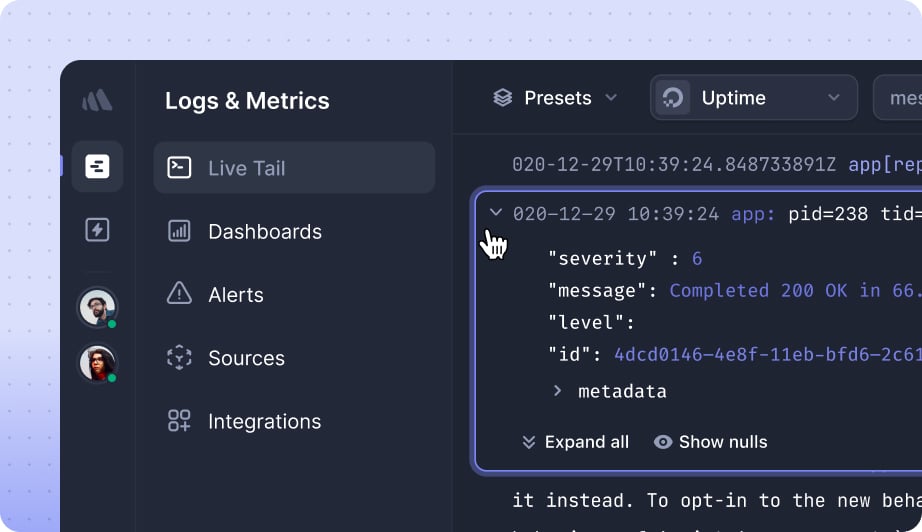 Logs & Metrics
Live Tail
Dashboards
Alerts
Sources
Integrations
Presets
Uptime
mes
020-12-29T10:39:24.848733891Z app[rep
020-12-29 10:39:24 app: pid=238 tid=
"severity" : 6
"message": Completed 200 OK in 66.
"level":
"id": 4dcd0146-4e8f-11eb-bfd6-2c61
metadata
Expand all
Show nulls
it instead. To opt-in to the new beha